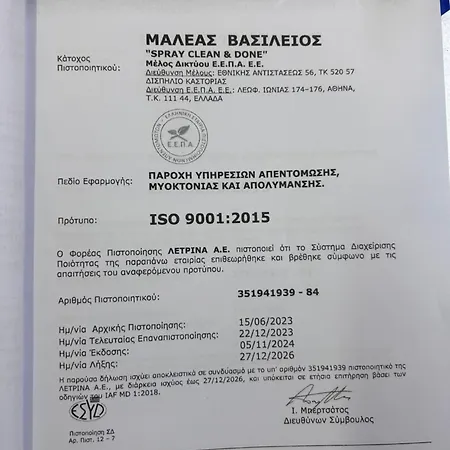 ΜΑΛΕΑΣ ΒΑΣΙΛΕΙΟΣ
Κάτοχος Πιστοποιητικού:
"SPRAY CLEAN & DONE"
Μέλος Δικτύου Ε.Ε.Π.Α. Ε.Ε.
Διεύθυνση Μέλους: ΕΘΝΙΚΗΣ ΑΝΤΙΣΤΑΣΕΩΣ 56, ΤΚ 520 57
ΔΙΣΠΗΛΙΟ ΚΑΣΤΟΡΙΑΣ
Διεύθυνση Ε.Ε.Π.Α. Ε.Ε.: ΛΕΩΦ. ΙΩΝΙΑΣ 174–176, ΑΘΗΝΑ,
Τ.Κ. 111 44, ΕΛΛΑΔΑ
Ε.Ε.Π.Α
Πεδίο Εφαρμογής:
ΠΑΡΟΧΗ ΥΠΗΡΕΣΙΩΝ ΑΠΕΝΤΟΜΩΣΗΣ,
ΜΥΟΚΤΟΝΙΑΣ ΚΑΙ ΑΠΟΛΥΜΑΝΣΗΣ.
Πρότυπο: ISO 9001:2015
Ο Φορέας Πιστοποίησης ΛΕΤΡΙΝΑ Α.Ε. πιστοποιεί ότι το Σύστημα Διαχείρισης
Ποιότητας της παραπάνω εταιρίας επιθεωρήθηκε και βρέθηκε σύμφωνο με τις
απαιτήσεις του αναφερόμενου προτύπου.
Αριθμός Πιστοποιητικού: 351941939 - 84
Ημ/νία Αρχικής Πιστοποίησης: 15/06/2023
Ημ/νία Τελευταίας Επαναπιστοποίησης: 22/12/2023
Ημ/νία Έκδοσης: 05/11/2024
Ημ/νία Λήξης: 27/12/2026
Η παρούσα δήλωση ισχύει αποκλειστικά σε συνδυασμό με το υπ' αριθμόν 351941939 πιστοποιητικό της
ΛΕΤΡΙΝΑ Α.Ε., με διάρκεια ισχύος έως 27/12/2026, και υπόκειται σε ετήσια επιτήρηση βάσει των
οδηγιών του IAF MD 1:2018.
ΕΣΥΔ
Πιστοποίηση ΣΔ
Αρ. Πιστ. 12 - 7
Ι. Μπερτσάτος
Διευθύνων Σύμβουλος